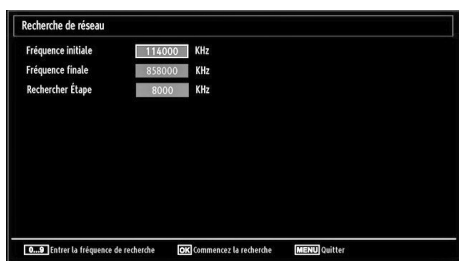 Recherche de réseau
Fréquence initiale 114000 KHz
Fréquence finale 858000 KHz
Rechercher Étape 8000 KHz
0...9 Entrer la fréquence de recherche OK Commencez la recherche MENU Quitter